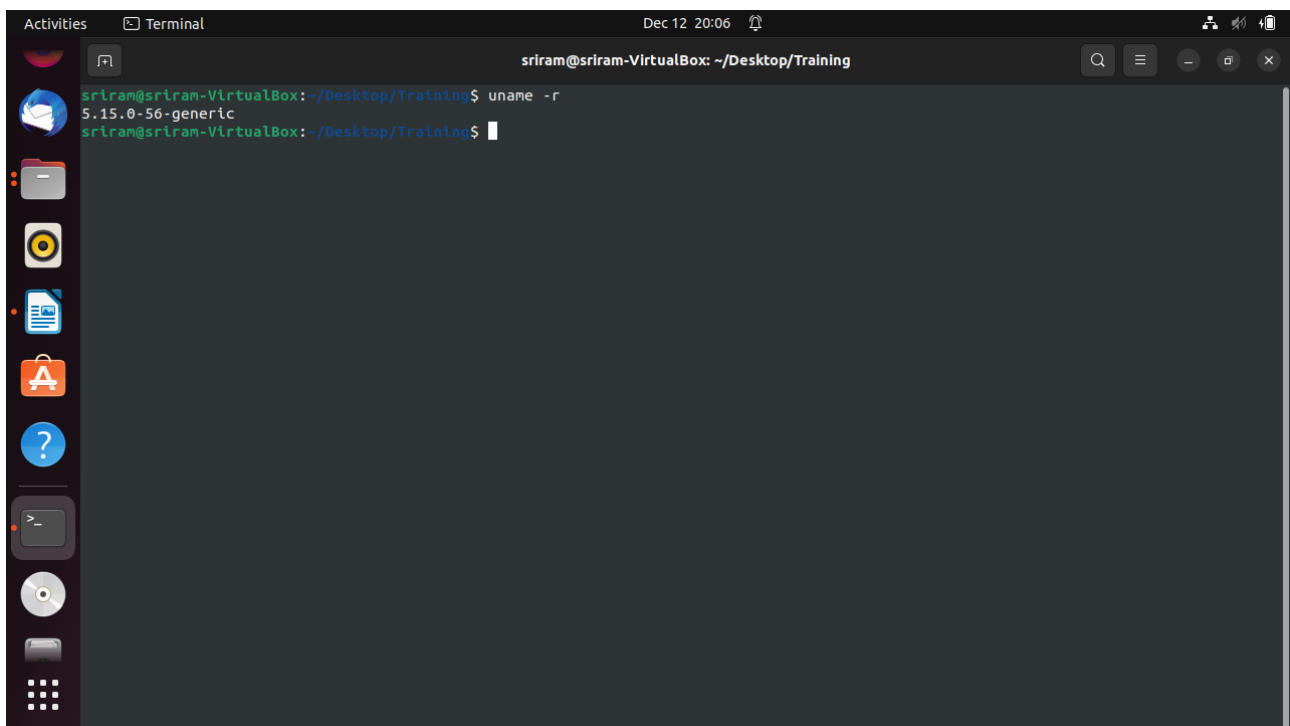 Activities Terminal Dec 12 20:06
sriram@sriram-VirtualBox: ~/Desktop/Training
sriram@sriram-VirtualBox:~/Desktop/Training$ uname -r
5.15.0-56-generic
sriram@sriram-VirtualBox:~/Desktop/Training$